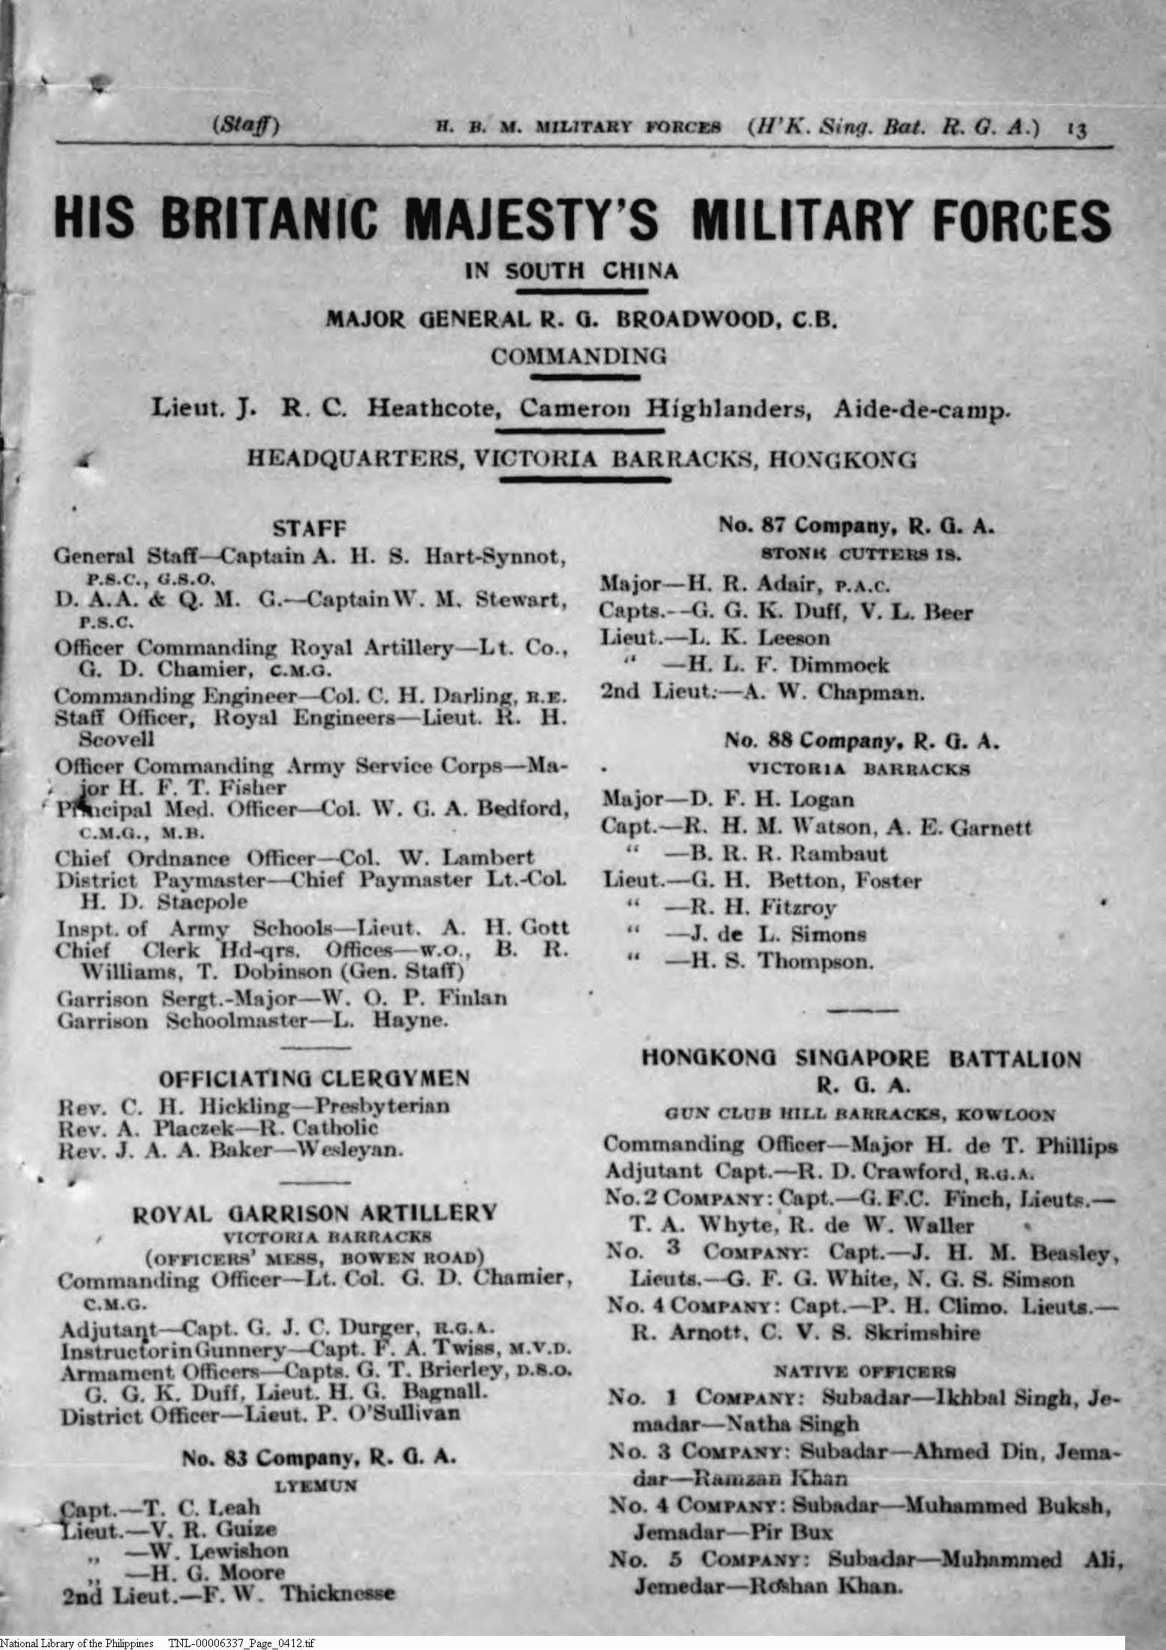 (Staff) H. B. M. MILITARY FORCES (H'K. Sing. Bat. R. G. A.) 13
HIS BRITANIC MAJESTY'S MILITARY FORCES
IN SOUTH CHINA
MAJOR GENERAL R. G. BROADWOOD, C.B.
COMMANDING
Lieut. J. R. C. Heathcote, Cameron Highlanders, Aide-de-camp.
HEADQUARTERS, VICTORIA BARRACKS, HONGKONG
STAFF
General Staff—Captain A. H. S. Hart-Synnot,
P.S.C., G.S.O.
D. A.A. & Q. M. G.—Captain W. M. Stewart,
P.S.C.
Officer Commanding Royal Artillery—Lt. Co.,
G. D. Chamier, C.M.G.
Commanding Engineer—Col. C. H. Darling, R.E.
Staff Officer, Royal Engineers—Lieut. R. H.
Scovell
Officer Commanding Army Service Corps—Ma-
jor H. F. T. Fisher
Principal Med. Officer—Col. W. G. A. Bedford,
C.M.G., M.B.
Chief Ordnance Officer—Col. W. Lambert
District Paymaster—Chief Paymaster Lt.-Col.
H. D. Stacpole
Inspt. of Army Schools—Lieut. A. H. Gott
Chief Clerk Hd-qrs. Offices—W.O., B. R.
Williams, T. Dobinson (Gen. Staff)
Garrison Sergt.-Major—W. O. P. Finlan
Garrison Schoolmaster—L. Hayne.
OFFICIATING CLERGYMEN
Rev. C. H. Hickling—Presbyterian
Rev. A. Placzek—R. Catholic
Rev. J. A. A. Baker—Wesleyan.
ROYAL GARRISON ARTILLERY
VICTORIA BARRACKS
(OFFICERS' MESS, BOWEN ROAD)
Commanding Officer—Lt. Col. G. D. Chamier,
C.M.G.
Adjutant—Capt. G. J. C. Durger, R.G.A.
Instructor in Gunnery—Capt. F. A. Twiss, M.V.D.
Armament Officers—Capts. G. T. Brierley, D.S.O.
G. G. K. Duff, Lieut. H. G. Bagnall.
District Officer—Lieut. P. O'Sullivan
No. 83 Company, R. G. A.
LYEMUN
Capt.—T. C. Leah
Lieut.—V. R. Guize
„ —W. Lewishon
„ —H. G. Moore
2nd Lieut.—F. W. Thicknesse
No. 87 Company, R. G. A.
STONE CUTTERS IS.
Major—H. R. Adair, P.A.C.
Capts.--G. G. K. Duff, V. L. Beer
Lieut.—L. K. Leeson
“ —H. L. F. Dimmock
2nd Lieut.—A. W. Chapman.
No. 88 Company, R. G. A.
VICTORIA BARRACKS
Major—D. F. H. Logan
Capt.—R. H. M. Watson, A. E. Garnett
“ —B. R. R. Rambaut
Lieut.—G. H. Betton, Foster
“ —R. H. Fitzroy
“ —J. de L. Simons
“ —H. S. Thompson.
HONGKONG SINGAPORE BATTALION
R. G. A.
GUN CLUB HILL BARRACKS, KOWLOON
Commanding Officer—Major H. de T. Phillips
Adjutant Capt.—R. D. Crawford, R.G.A.
No. 2 COMPANY: Capt.—G. F.C. Finch, Lieuts.—
T. A. Whyte, R. de W. Waller
No. 3 COMPANY: Capt.—J. H. M. Beasley,
Lieuts.—G. F. G. White, N. G. S. Simson
No. 4 COMPANY: Capt.—P. H. Climo. Lieuts.—
R. Arnott, C. V. S. Skrimshire
NATIVE OFFICERS
No. 1 COMPANY: Subadar—Ikhbal Singh, Je-
madar—Natha Singh
No. 3 COMPANY: Subadar—Ahmed Din, Jema-
dar—Ramzan Khan
No. 4 COMPANY: Subadar—Muhammed Buksh,
Jemadar—Pir Bux
No. 5 COMPANY: Subadar—Muhammed Ali,
Jemedar—Roshan Khan.
National Library of the Philippines TNL-00006337_Page_0412.tif